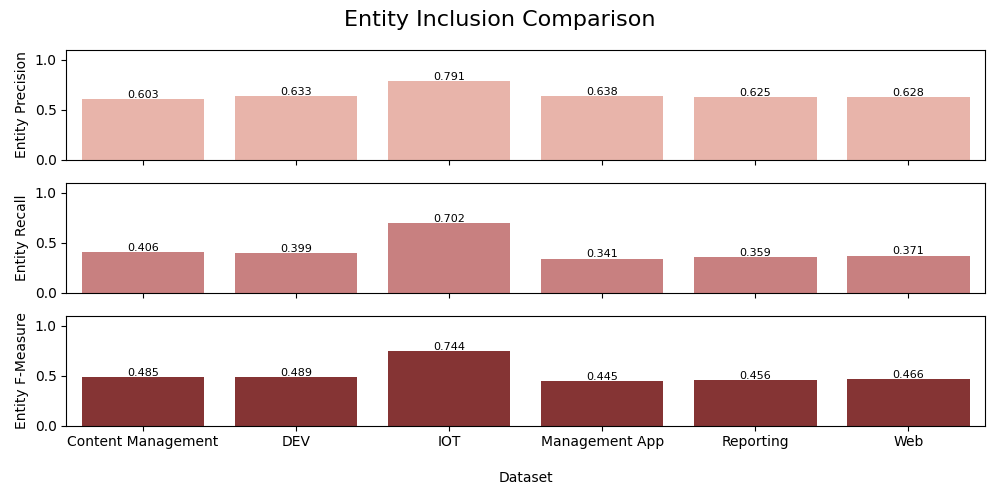 Entity Inclusion Comparison
Entity Precision
1.0
0.5
0.0
0.603
0.633
0.791
0.638
0.625
0.628
Entity Recall
1.0
0.5
0.0
0.406
0.399
0.702
0.341
0.359
0.371
Entity F-Measure
1.0
0.5
0.0
0.485
0.489
0.744
0.445
0.456
0.466
Content Management
DEV
IOT
Management App
Reporting
Web
Dataset